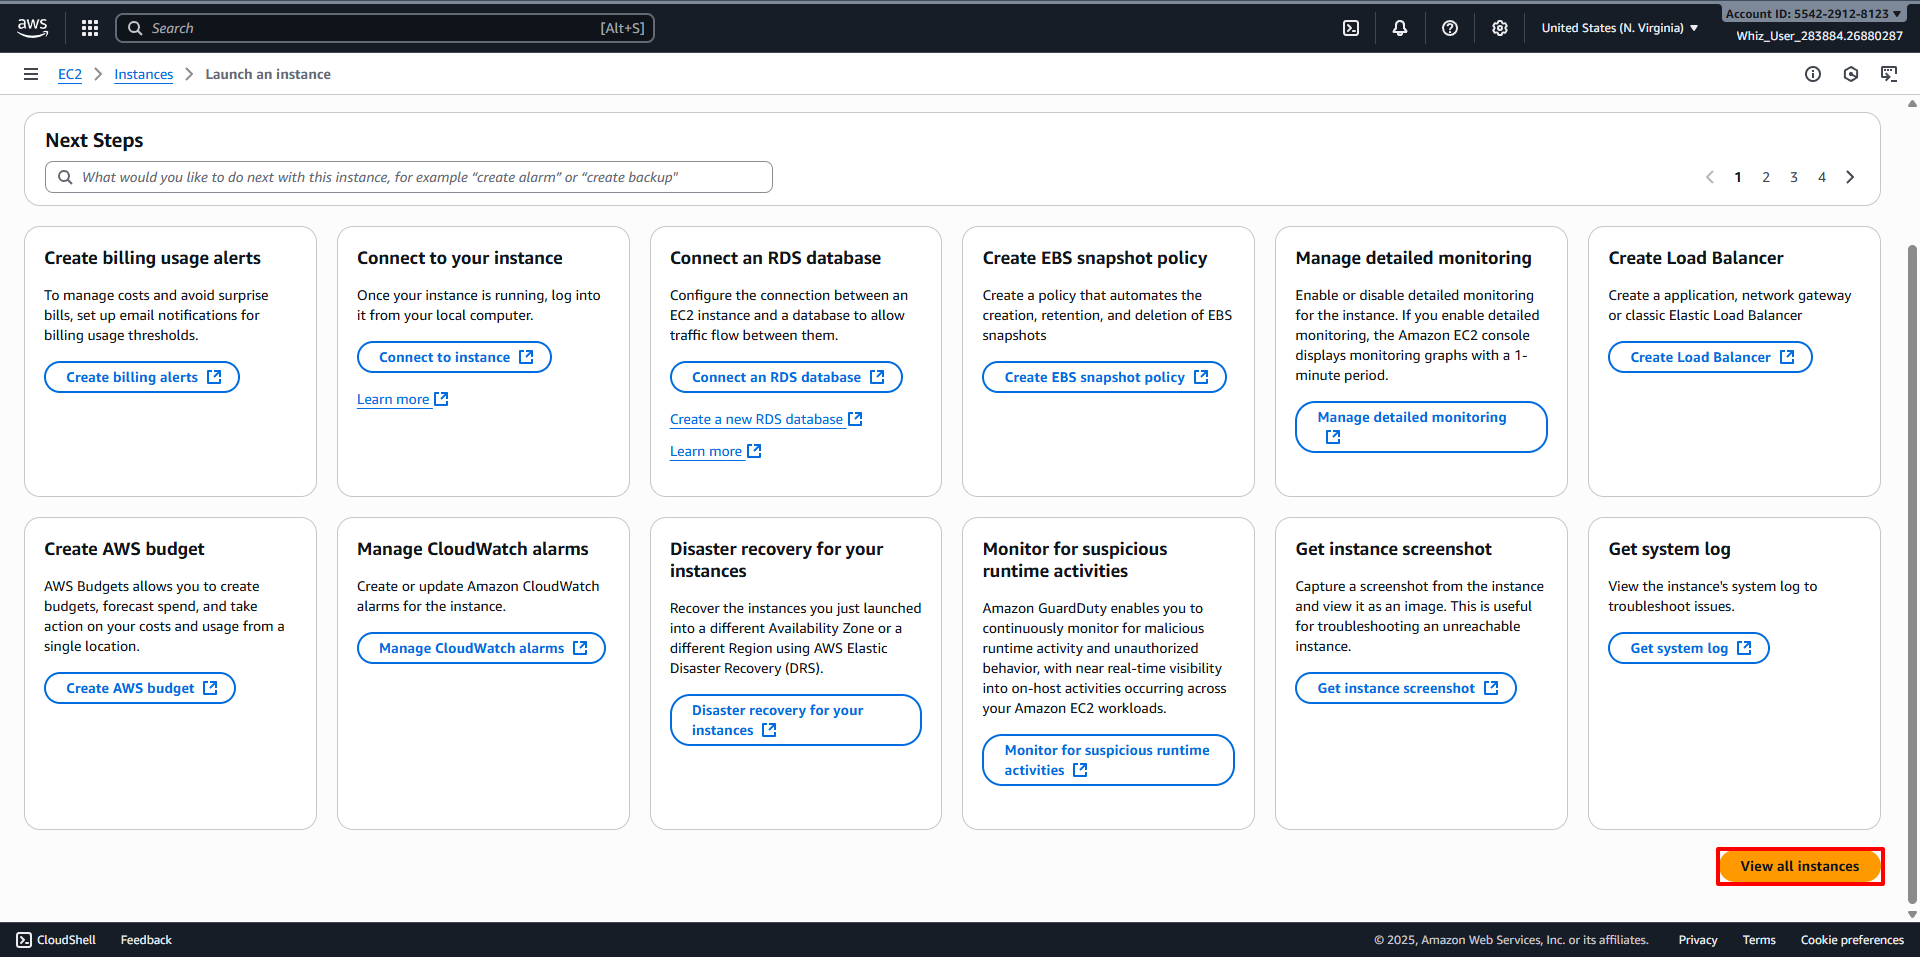 aws
Search
[Alt+S]
United States (N. Virginia)
Account ID: 5542-2912-8123
Whiz_User_283884.26880287
EC2
Instances
Launch an instance
Next Steps
What would you like to do next with this instance, for example “create alarm” or “create backup"
1 2 3 4
Create billing usage alerts
To manage costs and avoid surprise
bills, set up email notifications for
billing usage thresholds.
Create billing alerts
Connect to your instance
Once your instance is running, log into
it from your local computer.
Connect to instance
Learn more
Connect an RDS database
Configure the connection between an
EC2 instance and a database to allow
traffic flow between them.
Connect an RDS database
Create a new RDS database
Learn more
Create EBS snapshot policy
Create a policy that automates the
creation, retention, and deletion of EBS
snapshots
Create EBS snapshot policy
Manage detailed monitoring
Enable or disable detailed monitoring
for the instance. If you enable detailed
monitoring, the Amazon EC2 console
displays monitoring graphs with a 1-
minute period.
Manage detailed monitoring
Create Load Balancer
Create a application, network gateway
or classic Elastic Load Balancer
Create Load Balancer
Create AWS budget
AWS Budgets allows you to create
budgets, forecast spend, and take
action on your costs and usage from a
single location.
Create AWS budget
Manage CloudWatch alarms
Create or update Amazon CloudWatch
alarms for the instance.
Manage CloudWatch alarms
Disaster recovery for your
instances
Recover the instances you just launched
into a different Availability Zone or a
different Region using AWS Elastic
Disaster Recovery (DRS).
Disaster recovery for your
instances
Monitor for suspicious
runtime activities
Amazon GuardDuty enables you to
continuously monitor for malicious
runtime activity and unauthorized
behavior, with near real-time visibility
into on-host activities occurring across
your Amazon EC2 workloads.
Monitor for suspicious runtime
activities
Get instance screenshot
Capture a screenshot from the instance
and view it as an image. This is useful
for troubleshooting an unreachable
instance.
Get instance screenshot
Get system log
View the instance's system log to
troubleshoot issues.
Get system log
View all instances
CloudShell
Feedback
© 2025, Amazon Web Services, Inc. or its affiliates.
Privacy
Terms
Cookie preferences